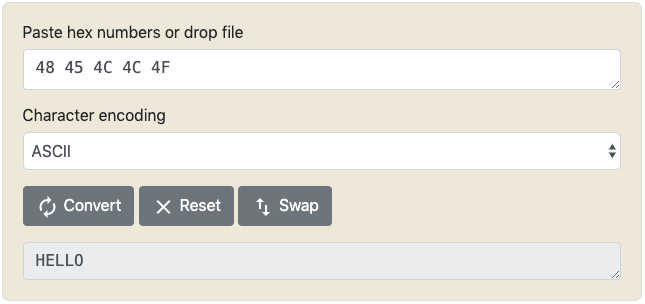 Paste hex numbers or drop file
48 45 4C 4C 4F
Character encoding
ASCII
Convert Reset Swap
HELLO